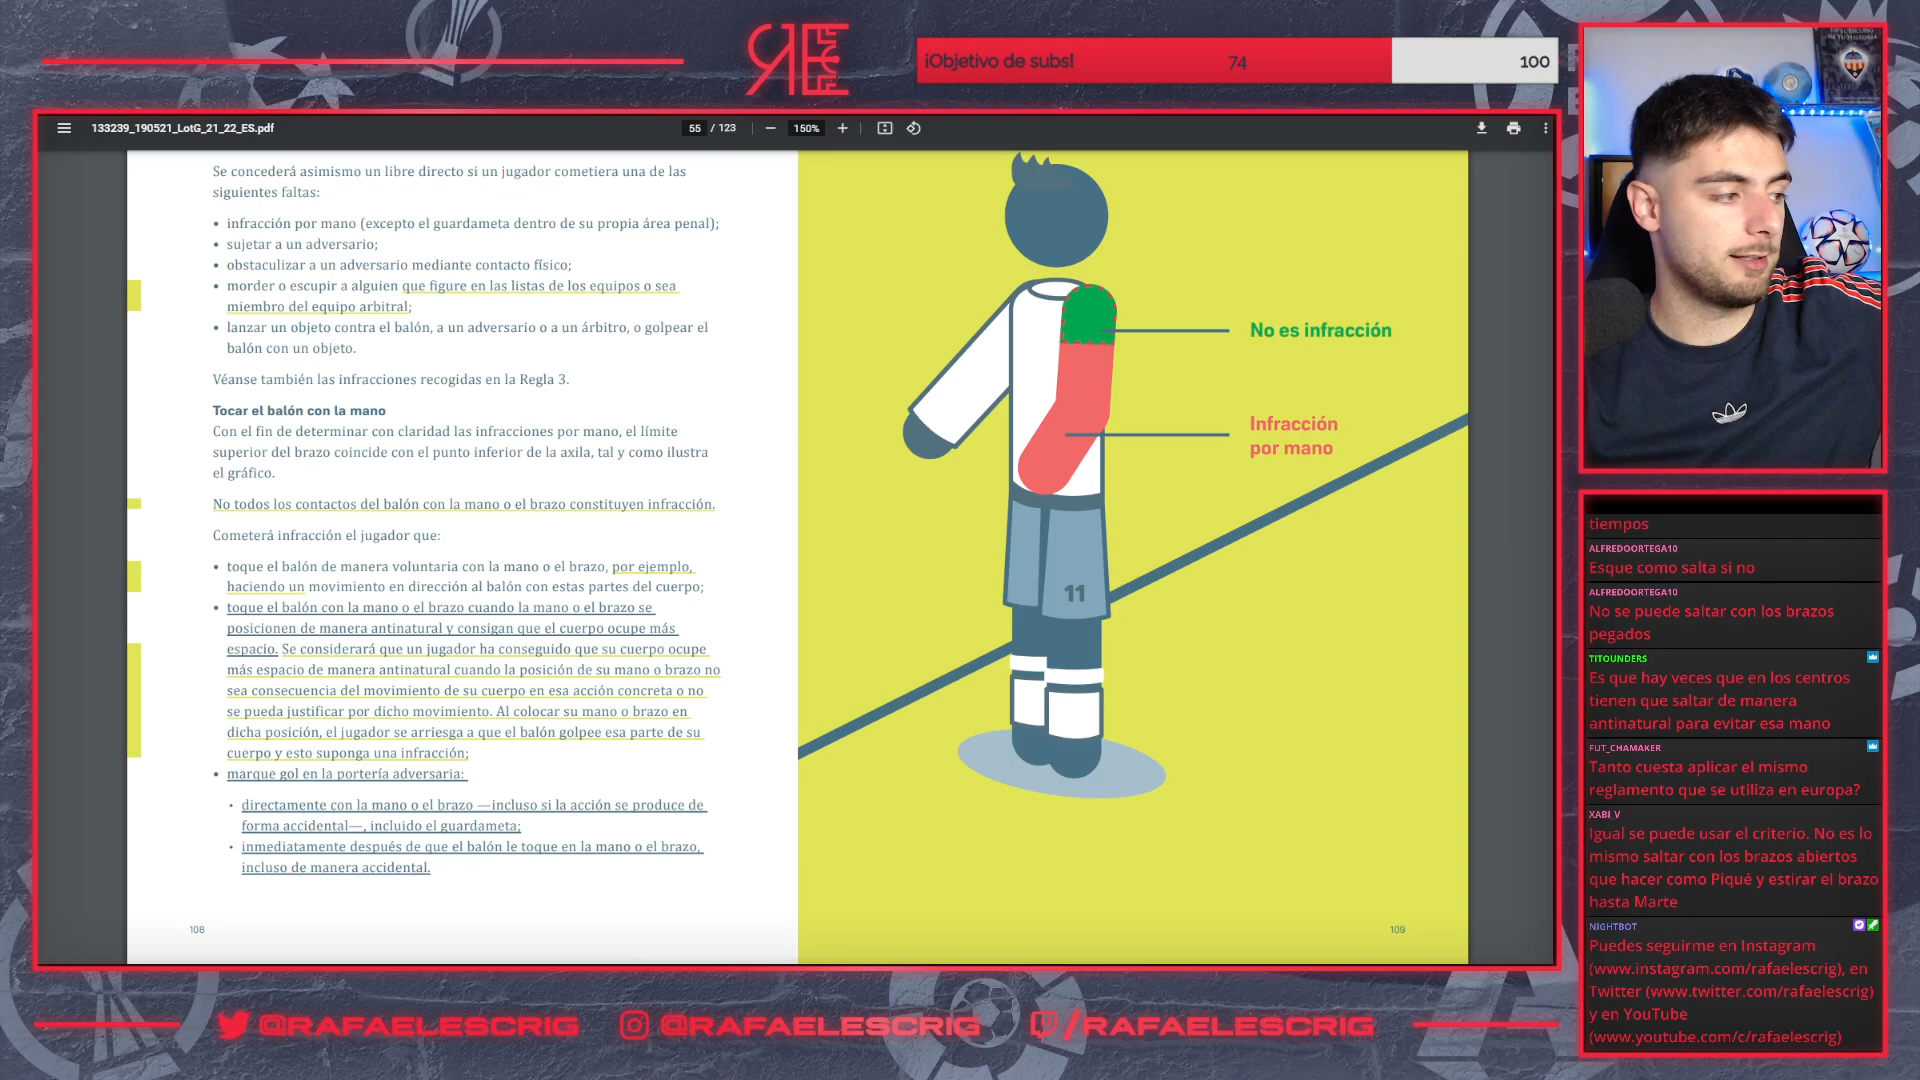 ¡Objetivo de subs!
74
100
133239_190521_LotG_21_22_ES.pdf
55 / 123
150%
Se concederá asimismo un libre directo si un jugador cometiera una de las
siguientes faltas:
• infracción por mano (excepto el guardameta dentro de su propia área penal);
• sujetar a un adversario;
• obstaculizar a un adversario mediante contacto físico;
• morder o escupir a alguien que figure en las listas de los equipos o sea
miembro del equipo arbitral;
• lanzar un objeto contra el balón, a un adversario o a un árbitro, o golpear el
balón con un objeto.
Véanse también las infracciones recogidas en la Regla 3.
Tocar el balón con la mano
Con el fin de determinar con claridad las infracciones por mano, el límite
superior del brazo coincide con el punto inferior de la axila, tal y como ilustra
el gráfico.
No todos los contactos del balón con la mano o el brazo constituyen infracción.
Cometerá infracción el jugador que:
• toque el balón de manera voluntaria con la mano o el brazo, por ejemplo,
haciendo un movimiento en dirección al balón con estas partes del cuerpo;
• toque el balón con la mano o el brazo cuando la mano o el brazo se
posicionen de manera antinatural y consigan que el cuerpo ocupe más
espacio. Se considerará que un jugador ha conseguido que su cuerpo ocupe
más espacio de manera antinatural cuando la posición de su mano o brazo no
sea consecuencia del movimiento de su cuerpo en esa acción concreta o no
se pueda justificar por dicho movimiento. Al colocar su mano o brazo en
dicha posición, el jugador se arriesga a que el balón golpee esa parte de su
cuerpo y esto suponga una infracción;
• marque gol en la portería adversaria:
• directamente con la mano o el brazo —incluso si la acción se produce de
forma accidental—, incluido el guardameta;
• inmediatamente después de que el balón le toque en la mano o el brazo,
incluso de manera accidental.
108
No es infracción
Infracción
por mano
11
109
tiempos
ALFREDOORTEGA10
Esque como salta si no
ALFREDOORTEGA10
No se puede saltar con los brazos
pegados
TITOUNDERS
Es que hay veces que en los centros
tienen que saltar de manera
antinatural para evitar esa mano
FUT_CHAMAKER
Tanto cuesta aplicar el mismo
reglamento que se utiliza en europa?
XABI_V
Igual se puede usar el criterio. No es lo
mismo saltar con los brazos abiertos
que hacer como Piqué y estirar el brazo
hasta Marte
NIGHTBOT
Puedes seguirme en Instagram
(www.instagram.com/rafaelescrig), en
Twitter (www.twitter.com/rafaelescrig)
y en YouTube
(www.youtube.com/c/rafaelescrig)
@RAFAELESCRIG
@RAFAELESCRIG
/RAFAELESCRIG